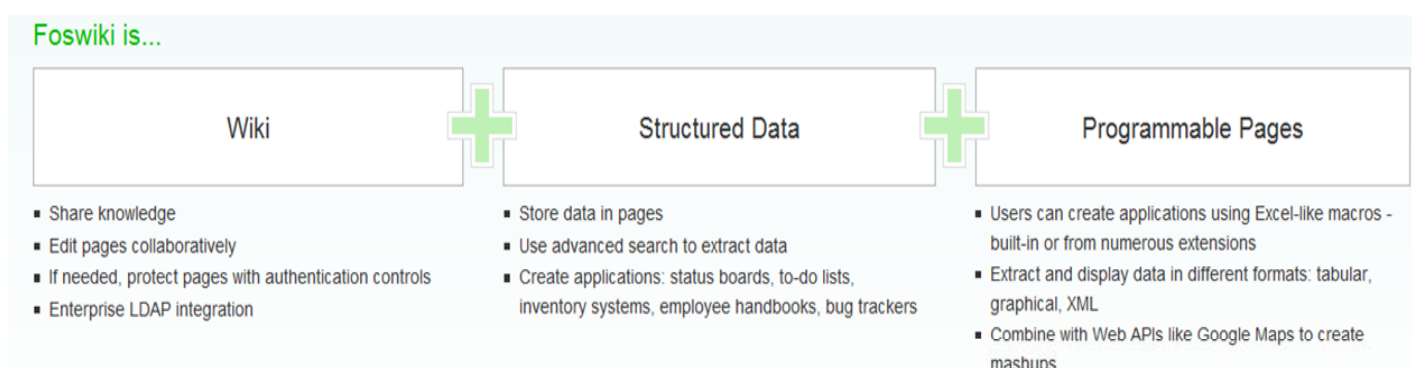 Foswiki is...
Wiki
Structured Data
Programmable Pages
▪ Share knowledge
▪ Edit pages collaboratively
▪ If needed, protect pages with authentication controls
▪ Enterprise LDAP integration
▪ Store data in pages
▪ Use advanced search to extract data
▪ Create applications: status boards, to-do lists,
inventory systems, employee handbooks, bug trackers
▪ Users can create applications using Excel-like macros -
built-in or from numerous extensions
▪ Extract and display data in different formats: tabular,
graphical, XML
▪ Combine with Web APIs like Google Maps to create
mashups